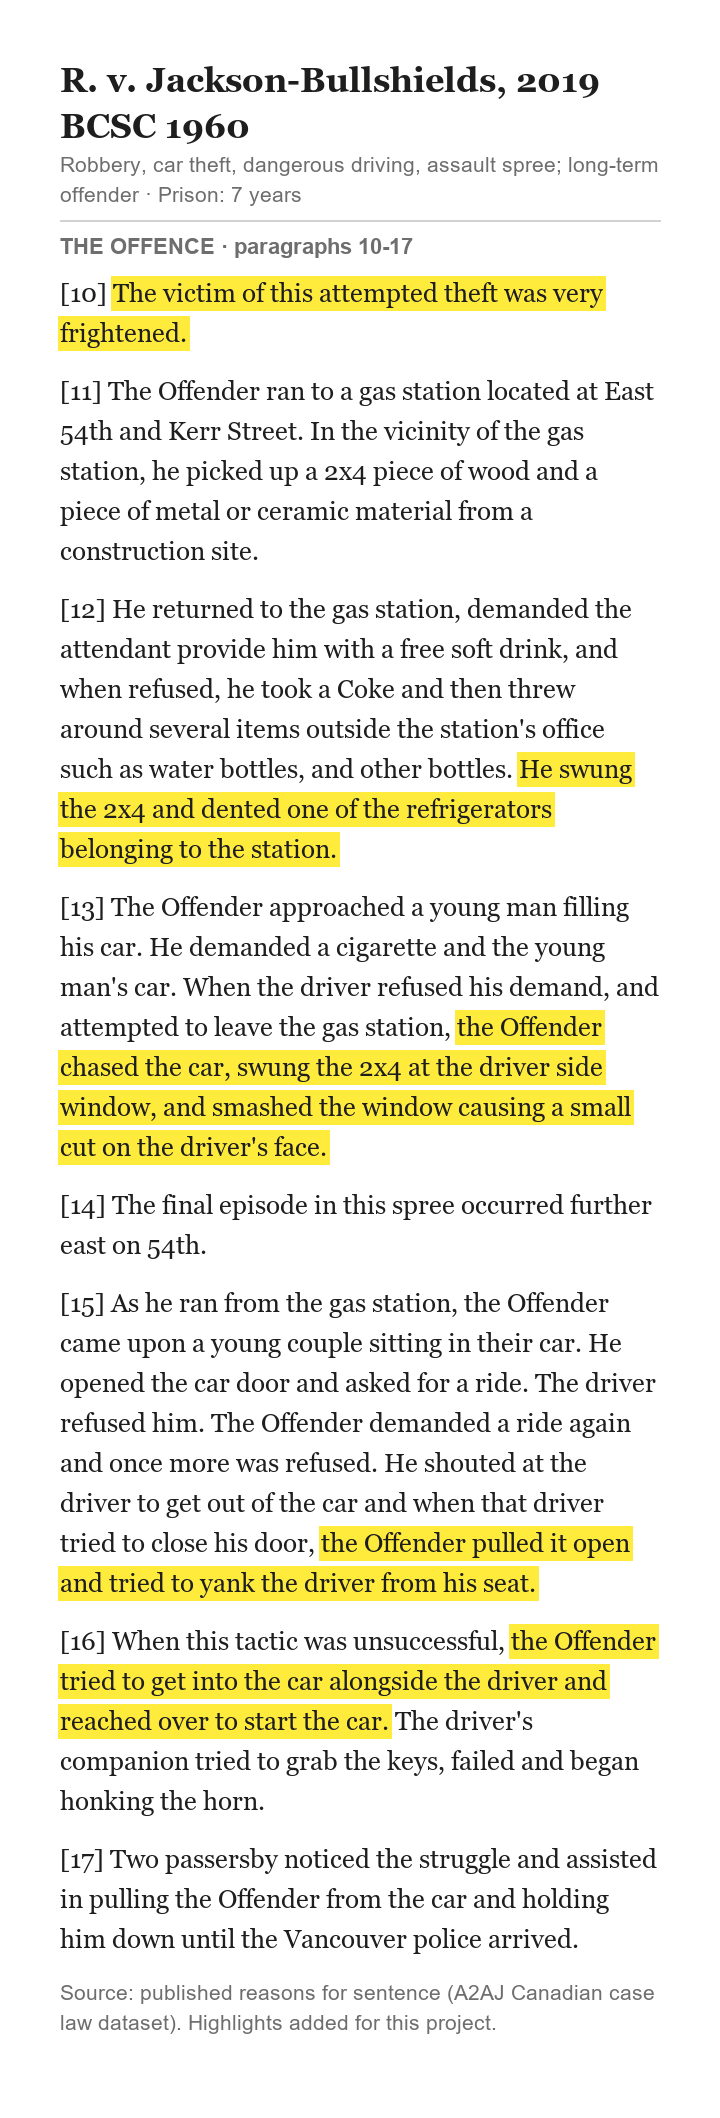 R. v. Jackson-Bullshields, 2019
BCSC 1960
Robbery, car theft, dangerous driving, assault spree; long-term
offender · Prison: 7 years
THE OFFENCE · paragraphs 10-17
[10] The victim of this attempted theft was very
frightened.
[11] The Offender ran to a gas station located at East
54th and Kerr Street. In the vicinity of the gas
station, he picked up a 2x4 piece of wood and a
piece of metal or ceramic material from a
construction site.
[12] He returned to the gas station, demanded the
attendant provide him with a free soft drink, and
when refused, he took a Coke and then threw
around several items outside the station's office
such as water bottles, and other bottles. He swung
the 2x4 and dented one of the refrigerators
belonging to the station.
[13] The Offender approached a young man filling
his car. He demanded a cigarette and the young
man's car. When the driver refused his demand, and
attempted to leave the gas station, the Offender
chased the car, swung the 2x4 at the driver side
window, and smashed the window causing a small
cut on the driver's face.
[14] The final episode in this spree occurred further
east on 54th.
[15] As he ran from the gas station, the Offender
came upon a young couple sitting in their car. He
opened the car door and asked for a ride. The driver
refused him. The Offender demanded a ride again
and once more was refused. He shouted at the
driver to get out of the car and when that driver
tried to close his door, the Offender pulled it open
and tried to yank the driver from his seat.
[16] When this tactic was unsuccessful, the Offender
tried to get into the car alongside the driver and
reached over to start the car. The driver's
companion tried to grab the keys, failed and began
honking the horn.
[17] Two passersby noticed the struggle and assisted
in pulling the Offender from the car and holding
him down until the Vancouver police arrived.
Source: published reasons for sentence (A2AJ Canadian case
law dataset). Highlights added for this project.